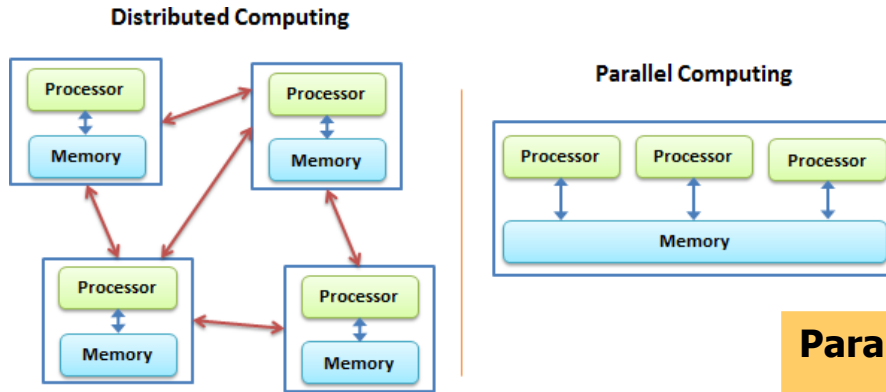 Distributed Computing
Processor
Memory
Processor
Memory
Processor
Memory
Processor
Memory
Parallel Computing
Processor
Processor
Processor
Memory
Para